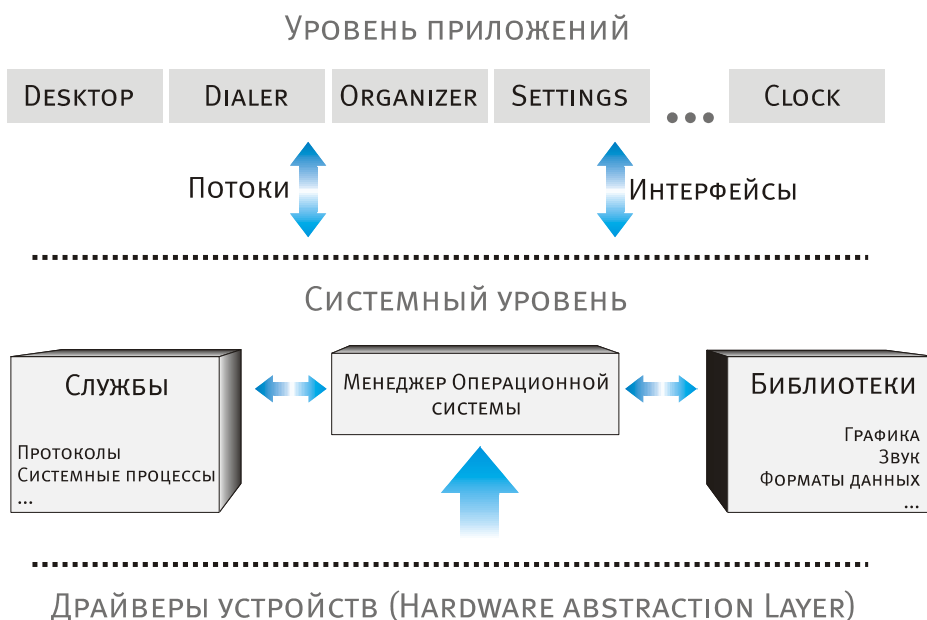 Уровень приложений
Desktop
Dialer
Organizer
Settings
...
Clock
Потоки
Интерфейсы
Системный уровень
Службы
Протоколы
Системные процессы
...
Менеджер Операционной
системы
Библиотеки
Графика
Звук
Форматы данных
...
Драйверы устройств (Hardware abstraction Layer)